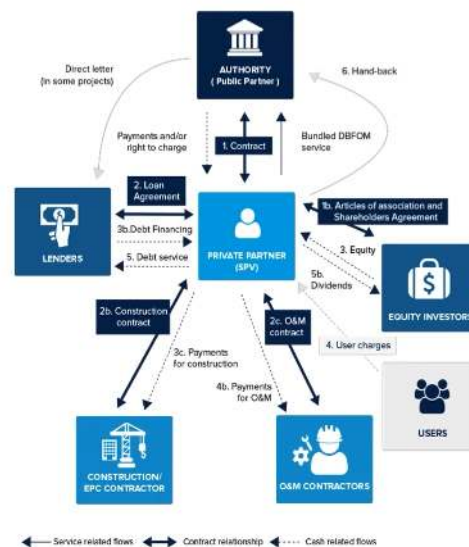 AUTHORITY
( Public Partner )
Direct letter
(in some projects)
6. Hand-back
Payments and/or
right to charge
1. Contract
Bundled DBFOM
service
2. Loan
Agreement
1b. Articles of association and
Shareholders Agreement
3b.Debt Financing
LENDERS
5. Debt service
PRIVATE PARTNER
(SPV)
3. Equity
5b.
Dividends
EQUITY INVESTORS
2b. Construction
contract
2c. O&M
contract
4. User charges
3c. Payments
for construction
4b. Payments
for O&M
USERS
CONSTRUCTION/
EPC CONTRACTOR
O&M CONTRACTORS
Service related flows
Contract relationship
Cash related flows